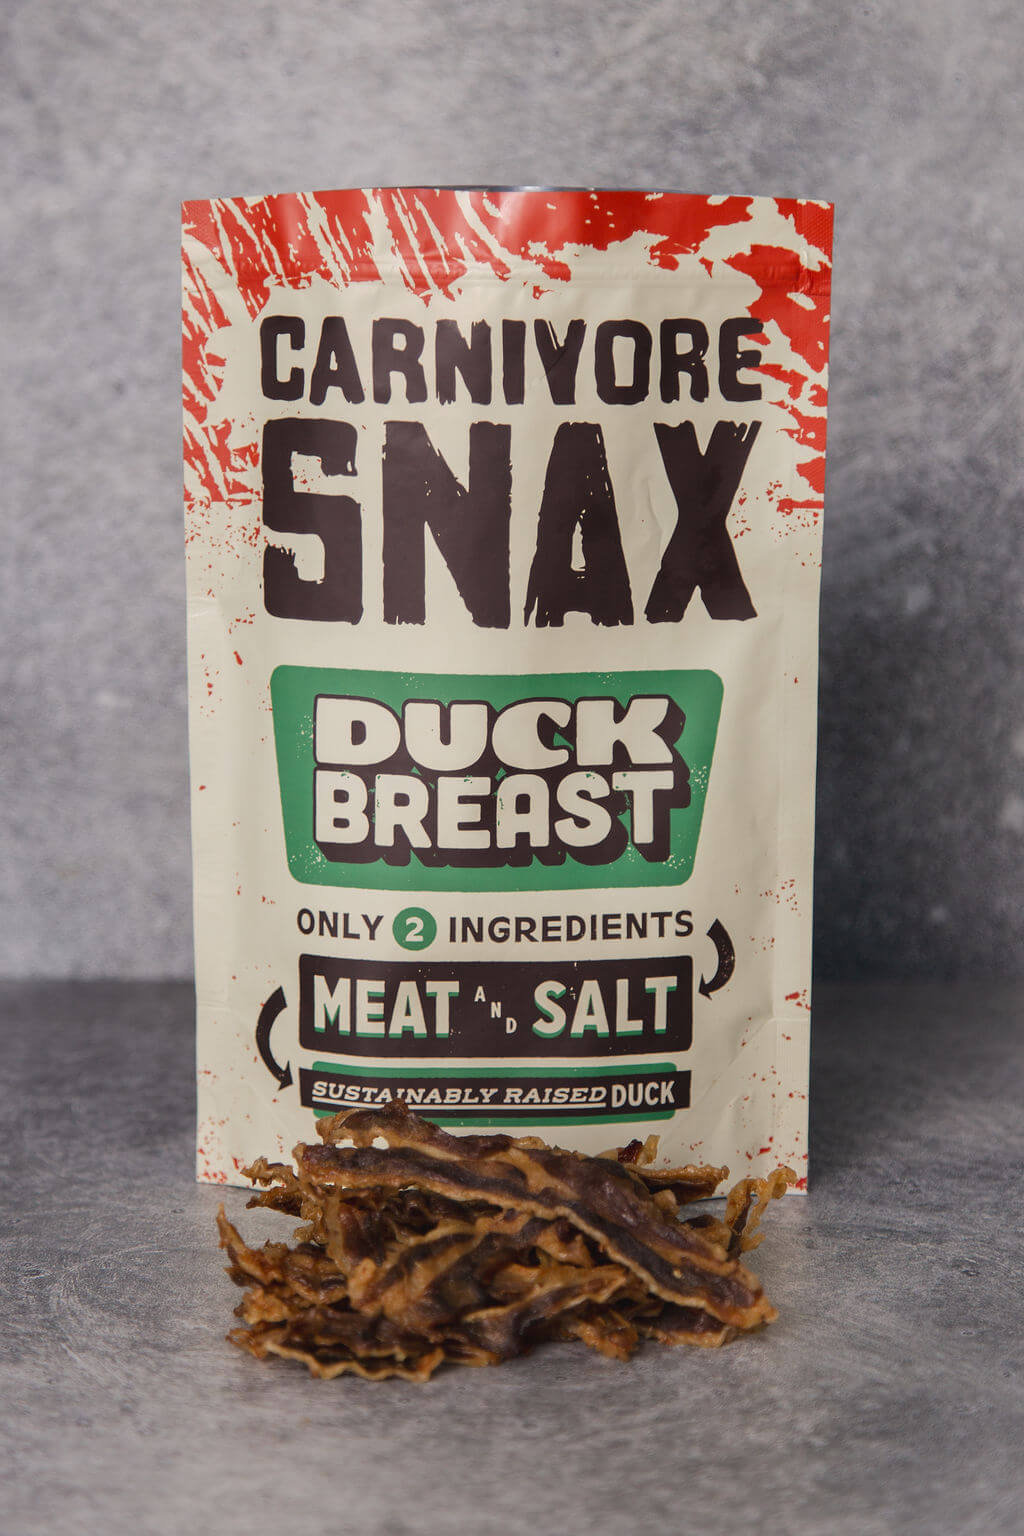 CARNIVORE
SNAX
DUCK
BREAST
ONLY 2 INGREDIENTS
MEAT AND SALT
SUSTAINABLY RAISED DUCK